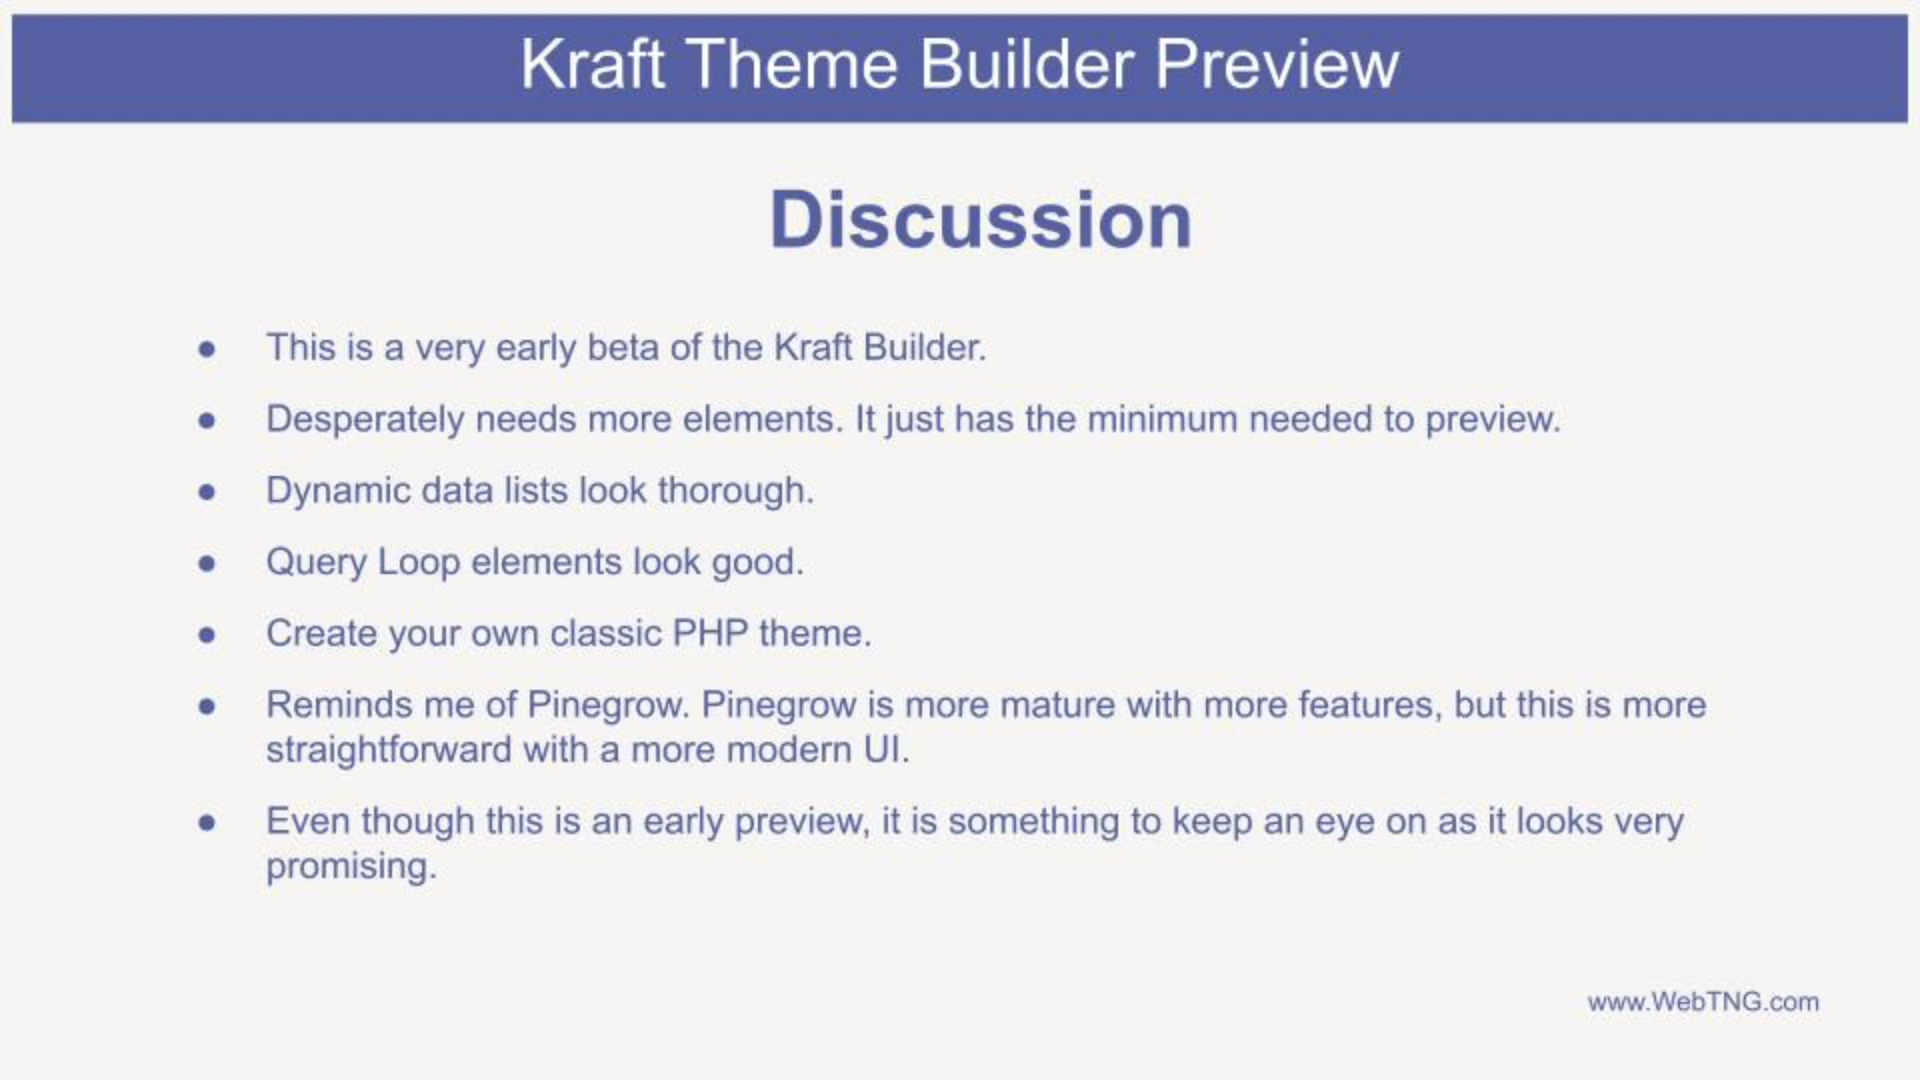 Kraft Theme Builder Preview
Discussion
● This is a very early beta of the Kraft Builder.
● Desperately needs more elements. It just has the minimum needed to preview.
● Dynamic data lists look thorough.
● Query Loop elements look good.
● Create your own classic PHP theme.
● Reminds me of Pinegrow. Pinegrow is more mature with more features, but this is more
straightforward with a more modern UI.
● Even though this is an early preview, it is something to keep an eye on as it looks very
promising.
www.WebTNG.com